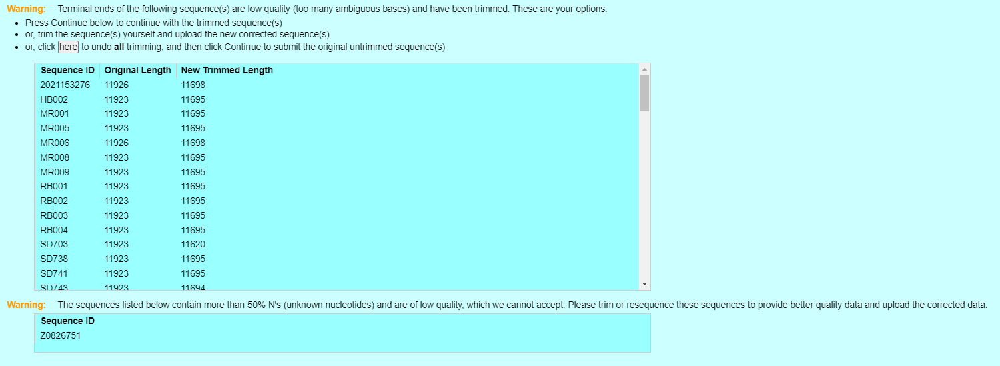 Warning: Terminal ends of the following sequence(s) are low quality (too many ambiguous bases) and have been trimmed. These are your options:
• Press Continue below to continue with the trimmed sequence(s)
• or, trim the sequence(s) yourself and upload the new corrected sequence(s)
• or, click here to undo all trimming, and then click Continue to submit the original untrimmed sequence(s)
Sequence ID Original Length New Trimmed Length
2021153276 11926 11698
HB002 11923 11695
MR001 11923 11695
MR005 11923 11695
MR006 11926 11698
MR008 11923 11695
MR009 11923 11695
RB001 11923 11695
RB002 11923 11695
RB003 11923 11695
RB004 11923 11695
SD703 11923 11620
SD738 11923 11695
SD741 11923 11695
SD743 11923 11694
Warning: The sequences listed below contain more than 50% N's (unknown nucleotides) and are of low quality, which we cannot accept. Please trim or resequence these sequences to provide better quality data and upload the corrected data.
Sequence ID
Z0826751